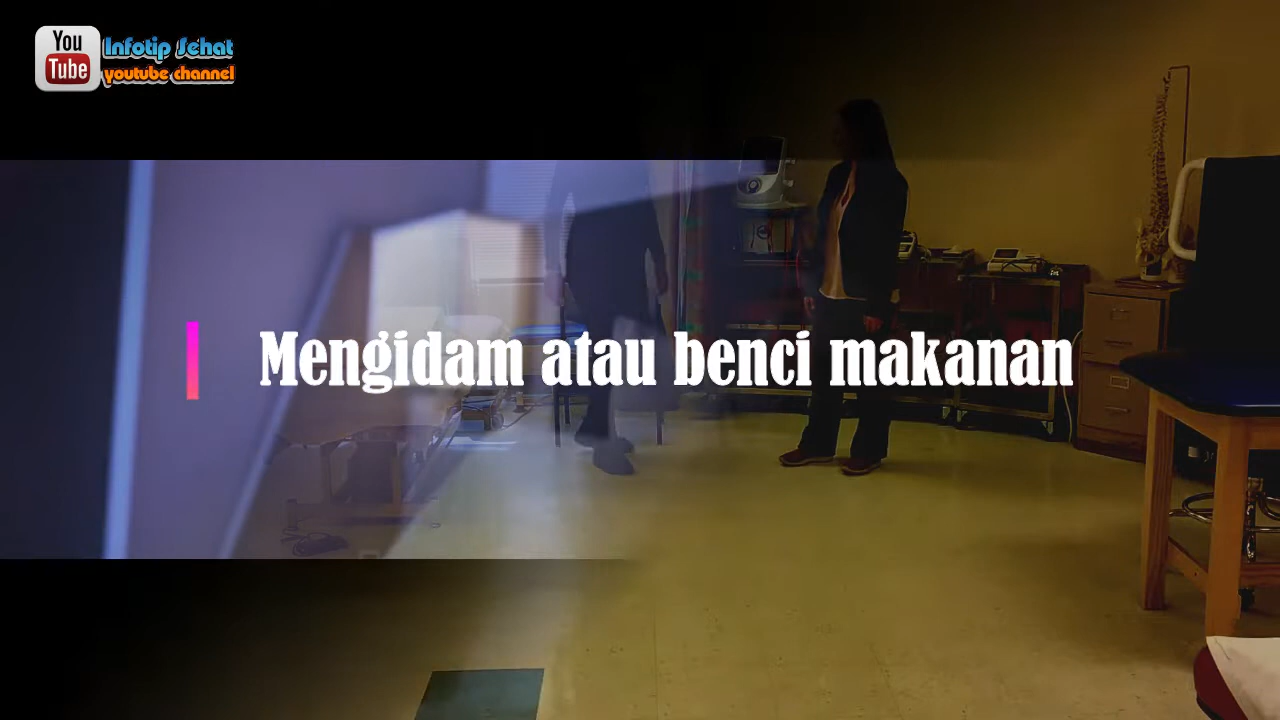 You
Tube
Infotip Sehat
youtube channel
Mengidam atau benci makanan